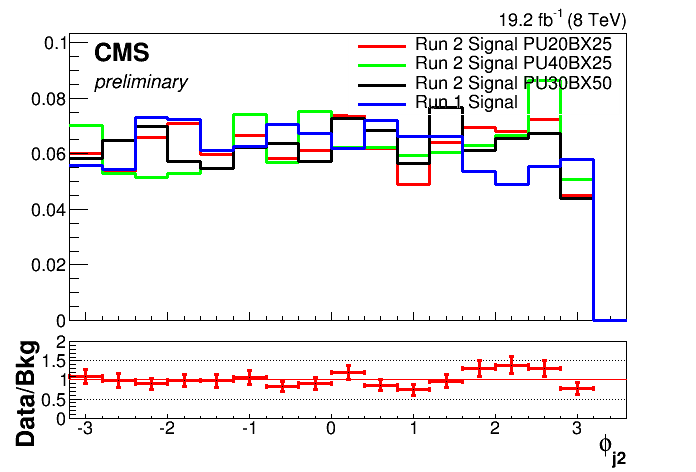 19.2 fb⁻¹ (8 TeV)
CMS
preliminary
Run 2 Signal PU20BX25
Run 2 Signal PU40BX25
Run 2 Signal PU30BX50
Run 1 Signal
0.1
0.08
0.06
0.04
0.02
0
Data/Bkg
2
1.5
1
0.5
0
-3 -2 -1 0 1 2 3
ϕj2